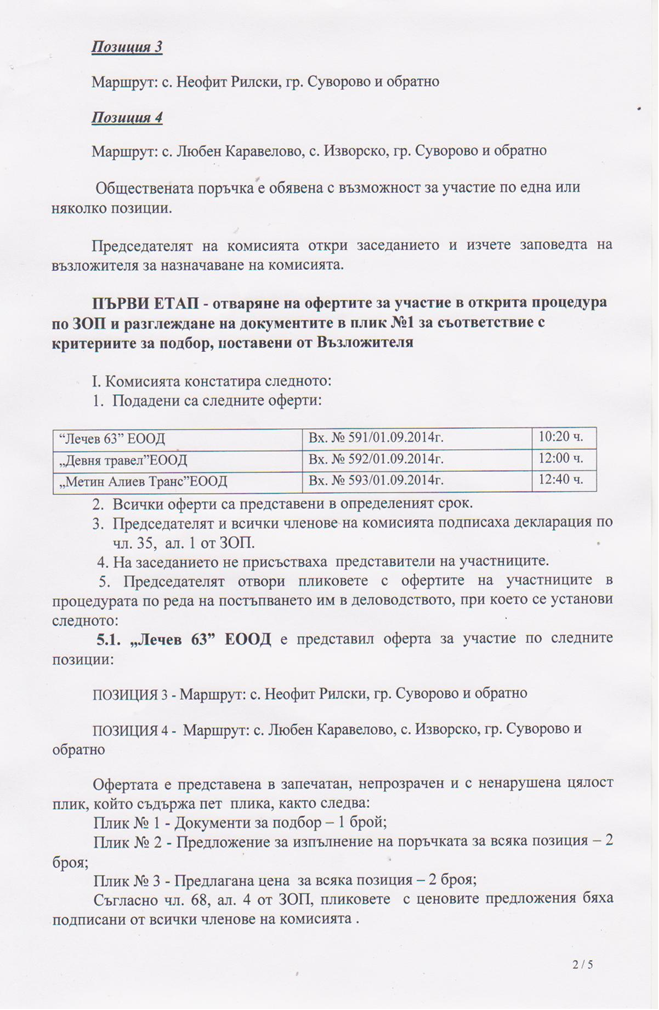 Позиция 3
Маршрут: с. Неофит Рилски, гр. Суворово и обратно
Позиция 4
Маршрут: с. Любен Каравелово, с. Изворско, гр. Суворово и обратно
Обществената поръчка е обявена с възможност за участие по една или
няколко позиции.
Председателят на комисията откри заседанието и изчете заповедта на
възложителя за назначаване на комисията.
ПЪРВИ ЕТАП - отваряне на офертите за участие в открита процедура
по ЗОП и разглеждане на документите в плик №1 за съответствие с
критериите за подбор, поставени от Възложителя
I. Комисията констатира следното:
1. Подадени са следните оферти:
“Лечев 63” ЕООД Вх. № 591/01.09.2014г. 10:20 ч.
„Девня травел”ЕООД Вх. № 592/01.09.2014г. 12:00 ч.
„Метин Алиев Транс”ЕООД Вх. № 593/01.09.2014г. 12:40 ч.
2. Всички оферти са представени в определеният срок.
3. Председателят и всички членове на комисията подписаха декларация по
чл. 35, ал. 1 от ЗОП.
4. На заседанието не присъстваха представители на участниците.
5. Председателят отвори пликовете с офертите на участниците в
процедурата по реда на постъпването им в деловодството, при което се установи
следното:
5.1. „Лечев 63” ЕООД е представил оферта за участие по следните
позиции:
ПОЗИЦИЯ 3 - Маршрут: с. Неофит Рилски, гр. Суворово и обратно
ПОЗИЦИЯ 4 - Маршрут: с. Любен Каравелово, с. Изворско, гр. Суворово и
обратно
Офертата е представена в запечатан, непрозрачен и с ненарушена цялост
плик, който съдържа пет плика, както следва:
Плик № 1 - Документи за подбор – 1 брой;
Плик № 2 - Предложение за изпълнение на поръчката за всяка позиция – 2
броя;
Плик № 3 - Предлагана цена за всяка позиция – 2 броя;
Съгласно чл. 68, ал. 4 от ЗОП, пликовете с ценовите предложения бяха
подписани от всички членове на комисията .
2 / 5